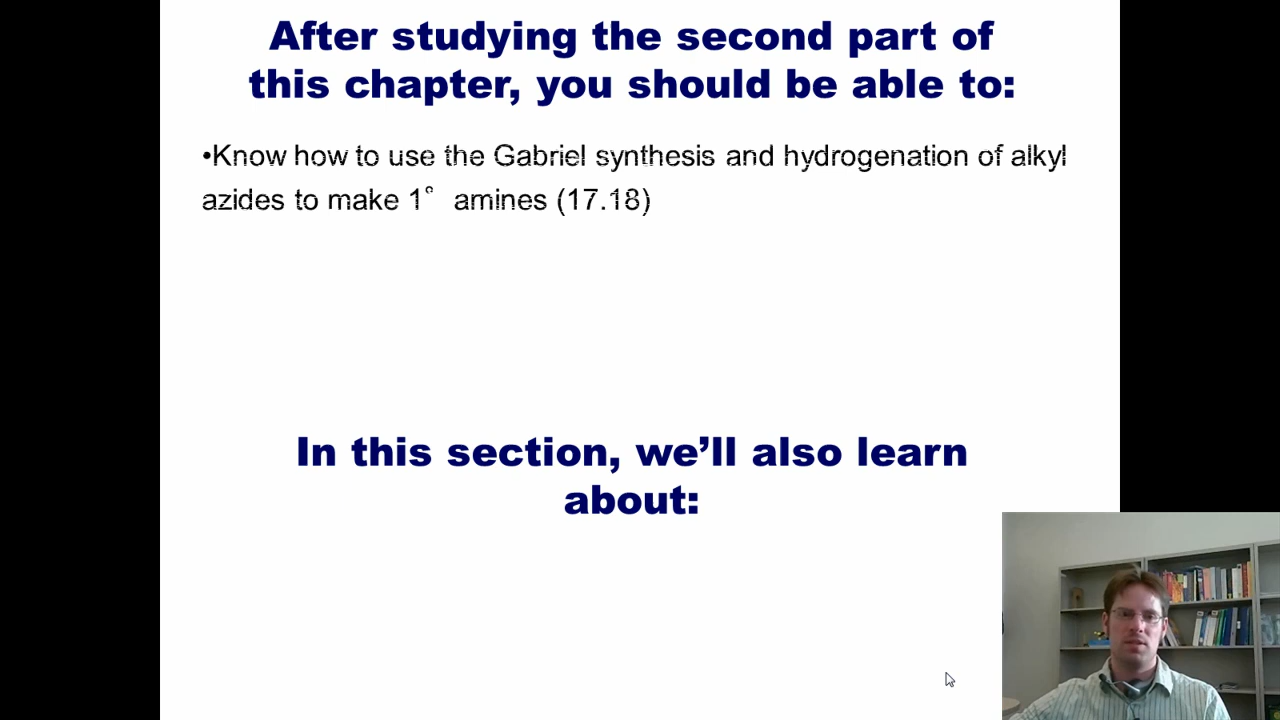 After studying the second part of
this chapter, you should be able to:
•Know how to use the Gabriel synthesis and hydrogenation of alkyl
azides to make 1° amines (17.18)
In this section, we’ll also learn
about: